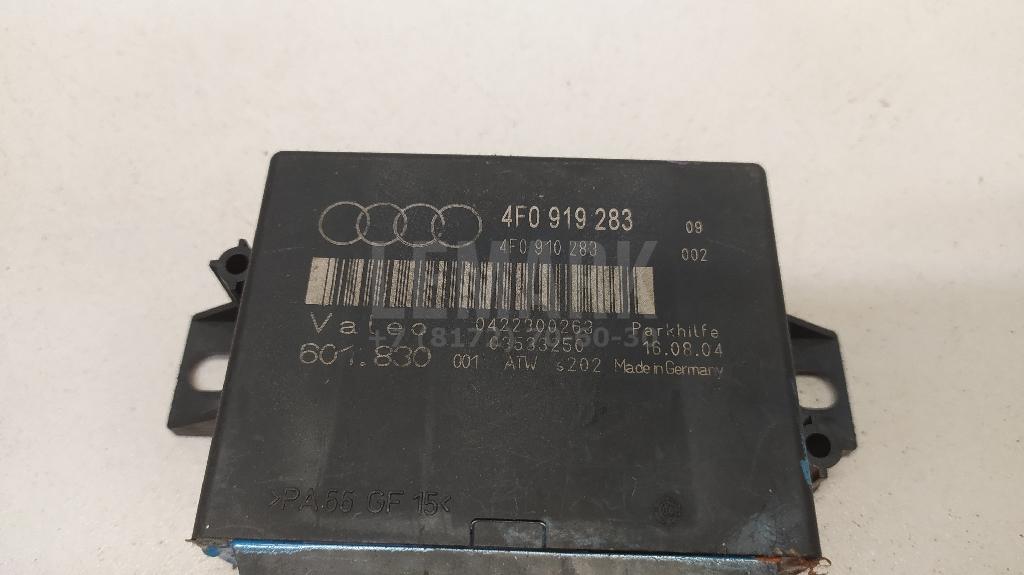 4F0 919 283 09
4F0 910 283 002
LEMARK
Valeo 0422300263 Parkhilfe
03533250 16.08.04
601.830 001 ATW s202 Made in Germany
>PA66 GF 15<